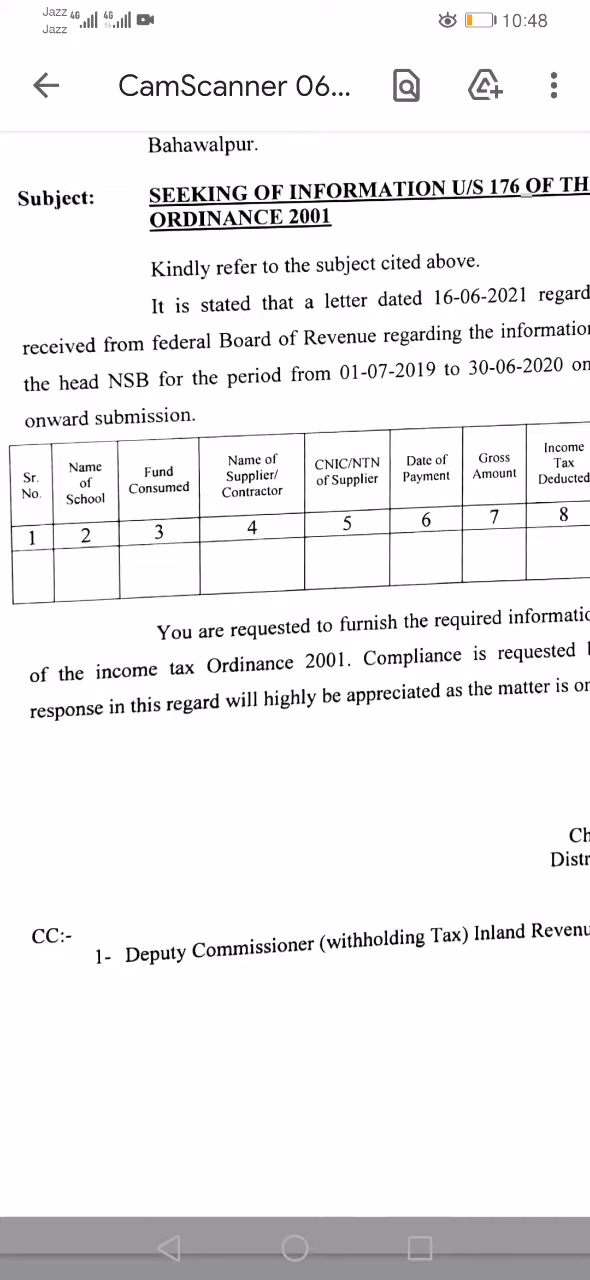 Jazz 4G 4G 10:48
Jazz
CamScanner 06...
Bahawalpur.
Subject: SEEKING OF INFORMATION U/S 176 OF TH
ORDINANCE 2001
Kindly refer to the subject cited above.
It is stated that a letter dated 16-06-2021 regard
received from federal Board of Revenue regarding the informatio
the head NSB for the period from 01-07-2019 to 30-06-2020 on
onward submission.
Sr. No. Name of School Fund Consumed Name of Supplier/ Contractor CNIC/NTN of Supplier Date of Payment Gross Amount Income Tax Deducted
1 2 3 4 5 6 7 8
You are requested to furnish the required informatio
of the income tax Ordinance 2001. Compliance is requested
response in this regard will highly be appreciated as the matter is or
Ch
Distr
CC:-
1- Deputy Commissioner (withholding Tax) Inland Revenu